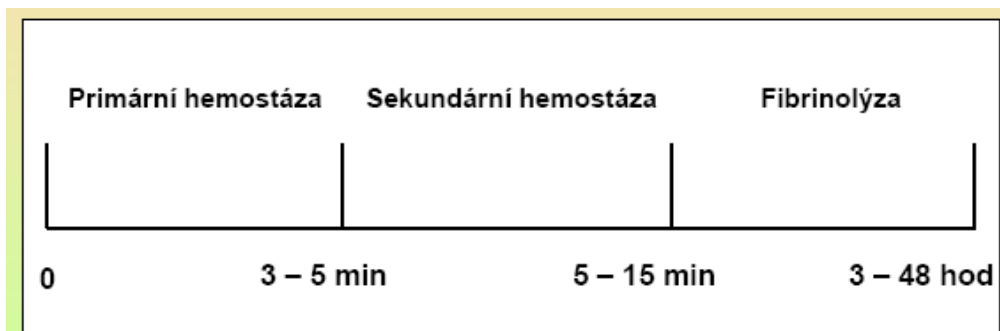 Primární hemostáza Sekundární hemostáza Fibrinolýza
0 3 – 5 min 5 – 15 min 3 – 48 hod